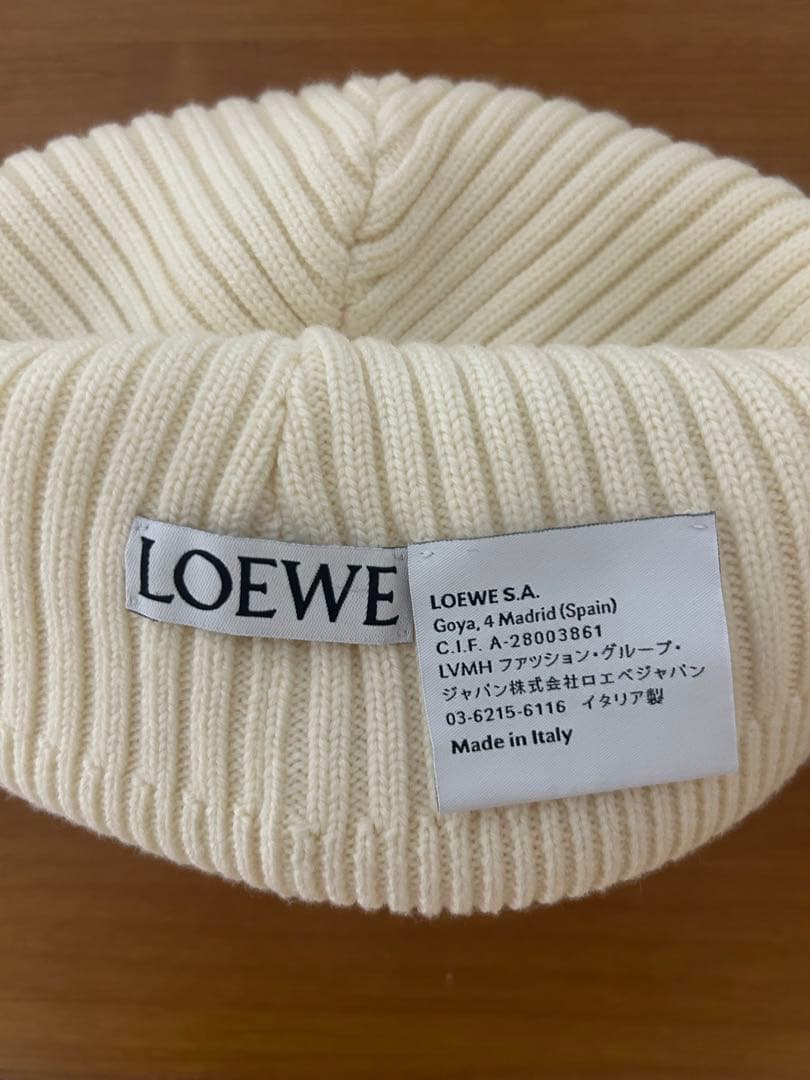 LOEWE
LOEWE S.A.
Goya, 4 Madrid (Spain)
C.I.F. A-28003861
LVMH ファッション・グループ・
ジャパン株式会社ロエベジャパン
03-6215-6116 イタリア製
Made in Italy